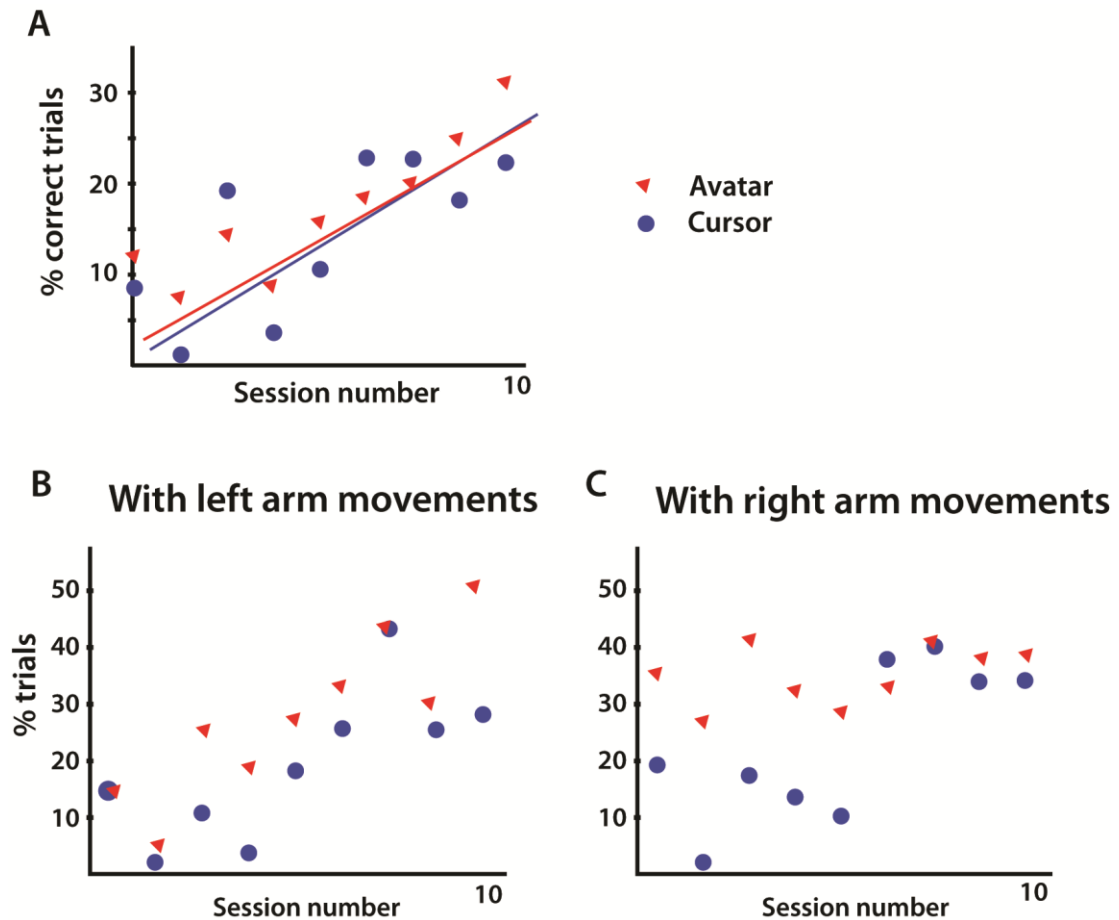 A
% correct trials
30
20
10
Session number
10
Avatar
Cursor
B
With left arm movements
% trials
50
40
30
20
10
Session number
10
C
With right arm movements
50
40
30
20
10
Session number
10